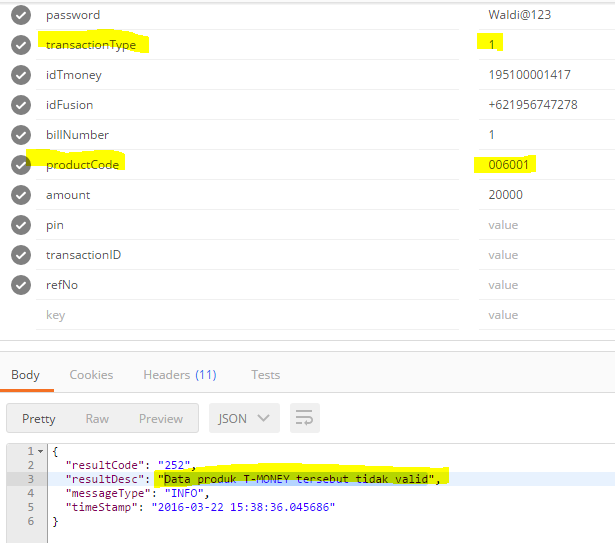 password Waldi@123
transactionType 1
idTmoney 195100001417
idFusion +621956747278
billNumber 1
productCode 006001
amount 20000
pin value
transactionID value
refNo value
key value
Body Cookies Headers (11) Tests
Pretty Raw Preview JSON
1 {
2 "resultCode": "252",
3 "resultDesc": "Data produk T-MONEY tersebut tidak valid",
4 "messageType": "INFO",
5 "timeStamp": "2016-03-22 15:38:36.045686"
6 }